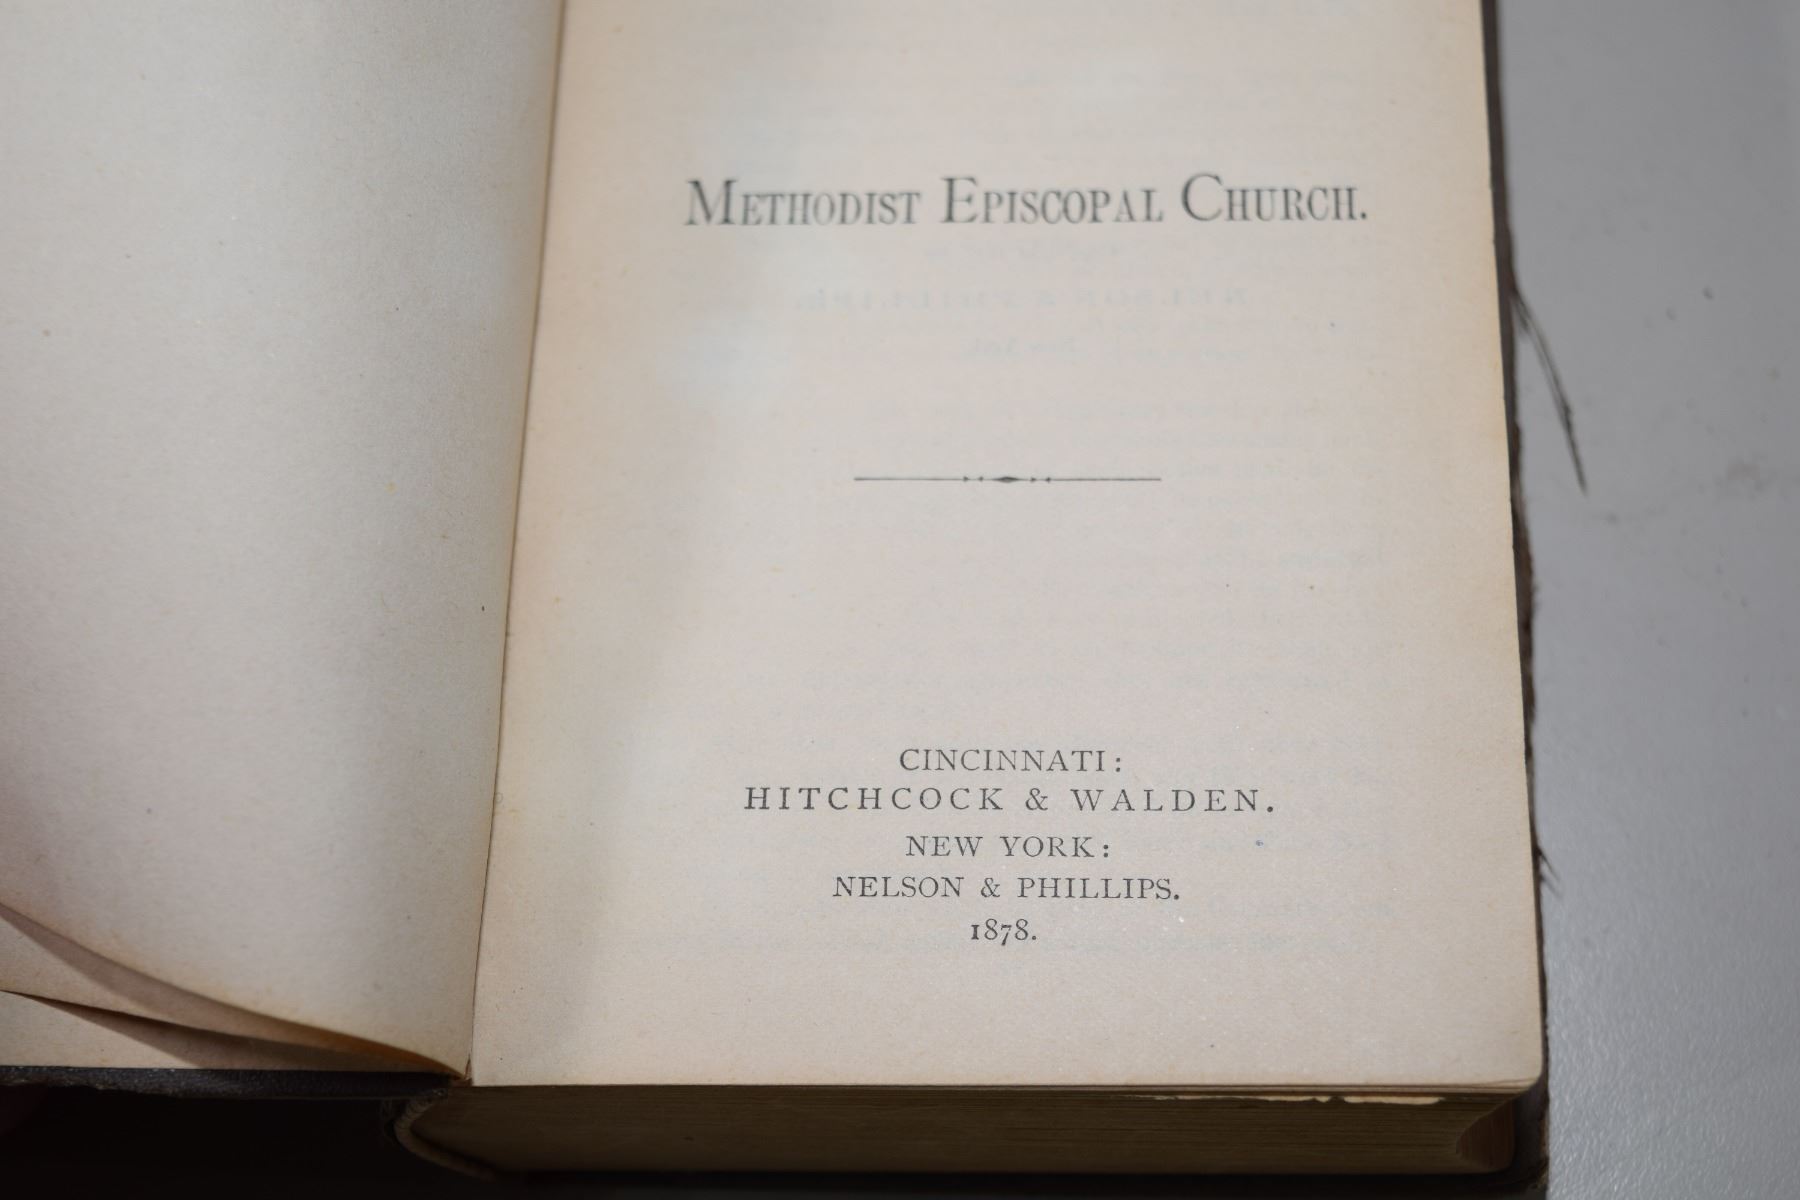 METHODIST EPISCOPAL CHURCH.
CINCINNATI:
HITCHCOCK & WALDEN.
NEW YORK:
NELSON & PHILLIPS.
1878.